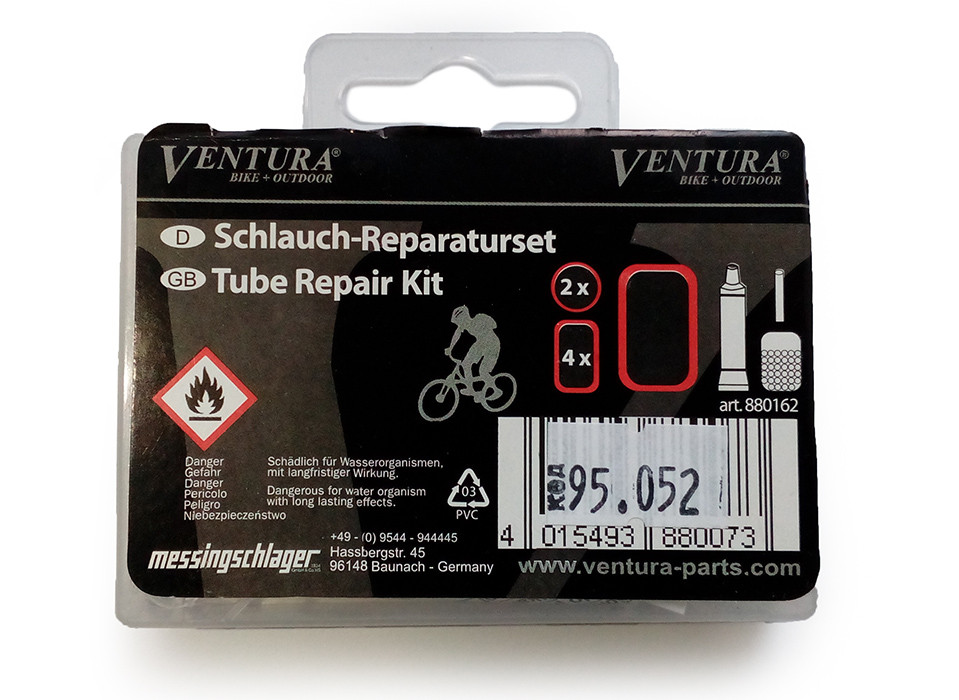 VENTURA®
BIKE + OUTDOOR
VENTURA®
BIKE + OUTDOOR
D Schlauch-Reparaturset
GB Tube Repair Kit
2 x
4 x
art. 880162
Danger
Gefahr
Danger
Pericolo
Peligro
Niebezpieczeństwo
Schädlich für Wasserorganismen,
mit langfristiger Wirkung.
Dangerous for water organism
with long lasting effects.
03
PVC
95.052
4 015493 880073
messingschlager
+49 - (0) 9544 - 944445
Hassbergstr. 45
96148 Baunach - Germany
www.ventura-parts.com